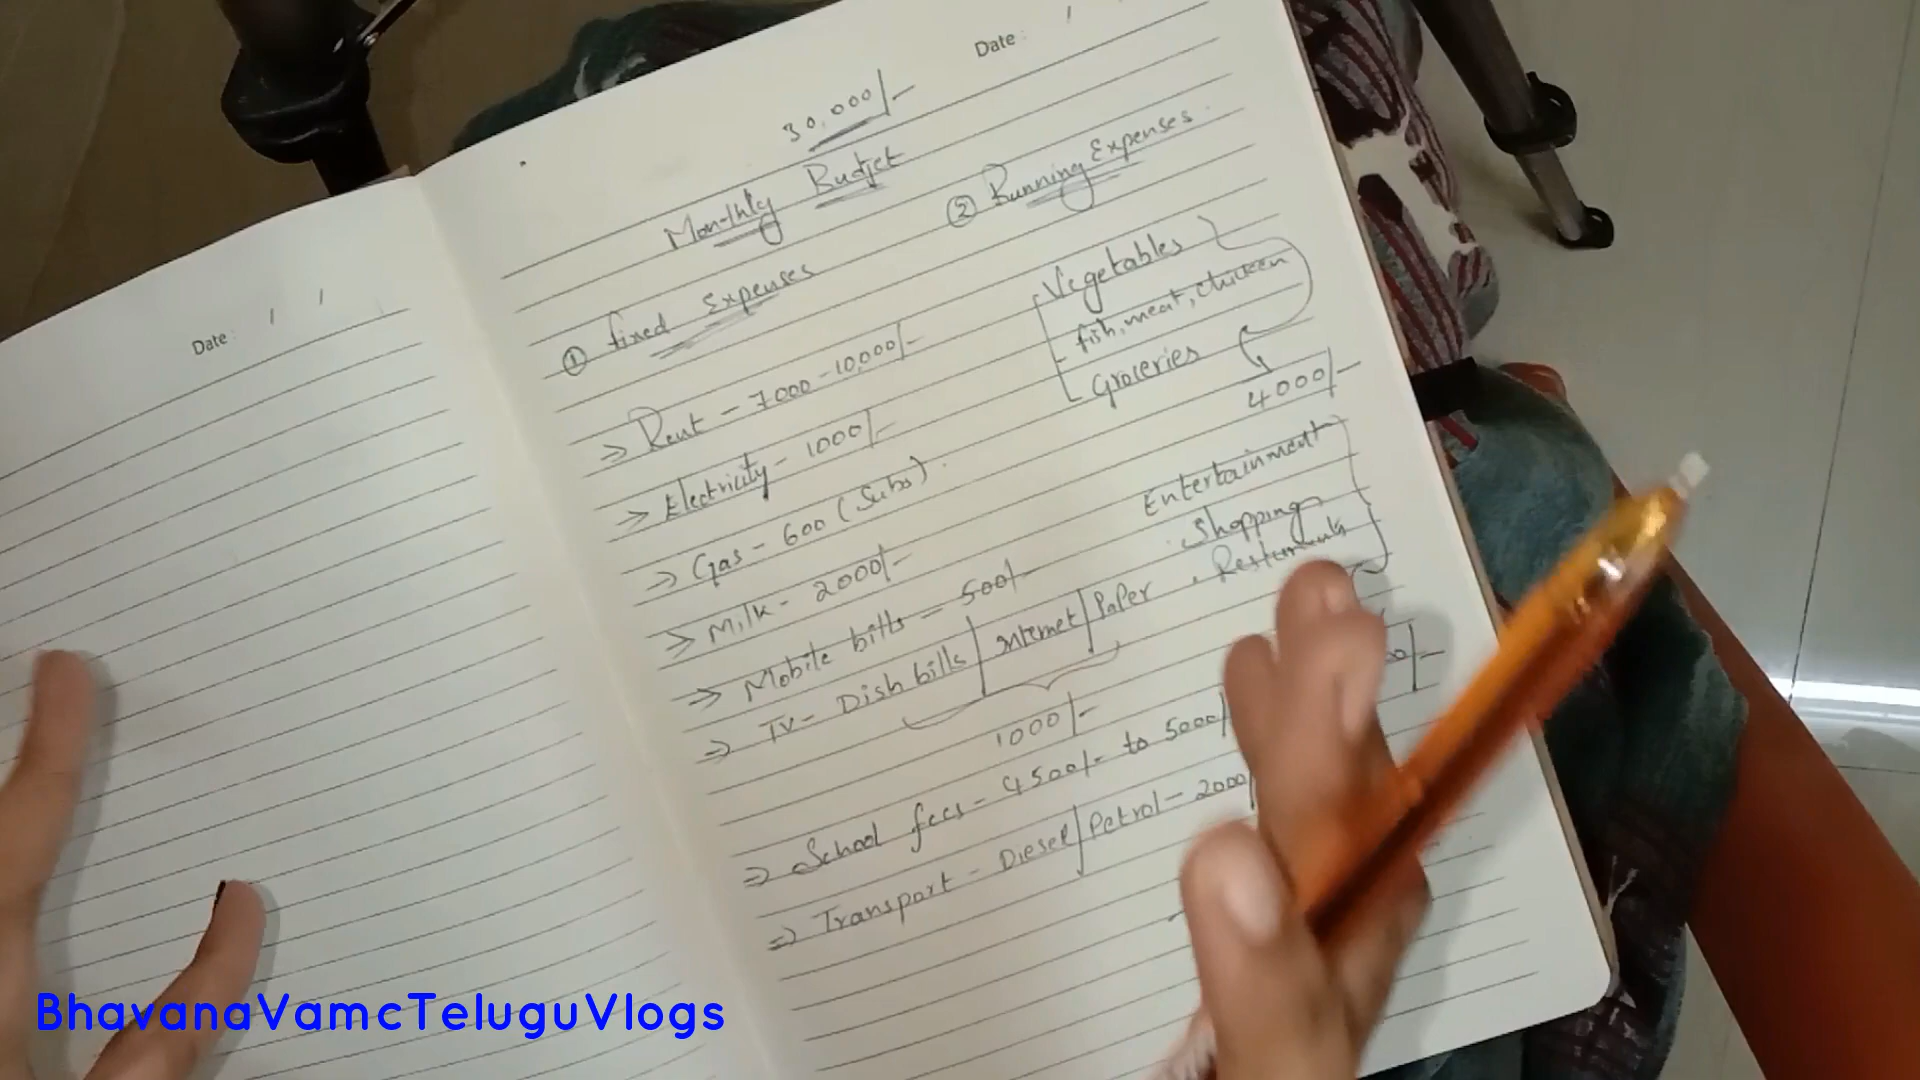 Date :
Date :
30,000/-
Monthly Budjet
① fixed Expenses
⇒ Rent - 7000 - 10,000/-
⇒ Electricity - 1000/-
⇒ Gas - 600 (Subs)
⇒ Milk - 2000/-
⇒ Mobile bills - 500/-
⇒ TV - Dish bills | Internet | Paper
1000/-
⇒ School fees - 4500/- to 5000/
⇒ Transport - Diesel | Petrol - 2000/
② Running Expenses.
Vegetables
fish, meat, chicken
Groceries
4000/-
Entertainment
Shopping
BhavanaVamcTeluguVlogs